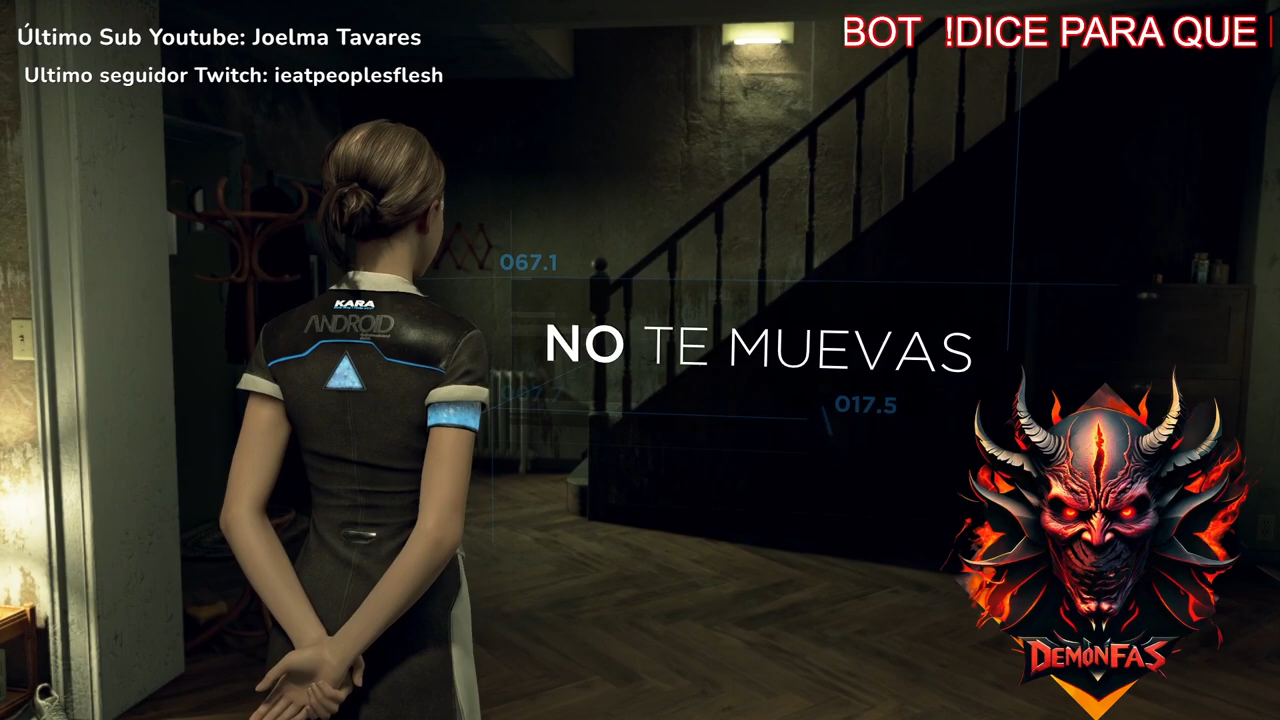 Último Sub Youtube: Joelma Tavares
Ultimo seguidor Twitch: ieatpeoplesflesh
BOT !DICE PARA QUE
KARA
ANDROID
067.1
NO TE MUEVAS
017.5
DEMONFAS